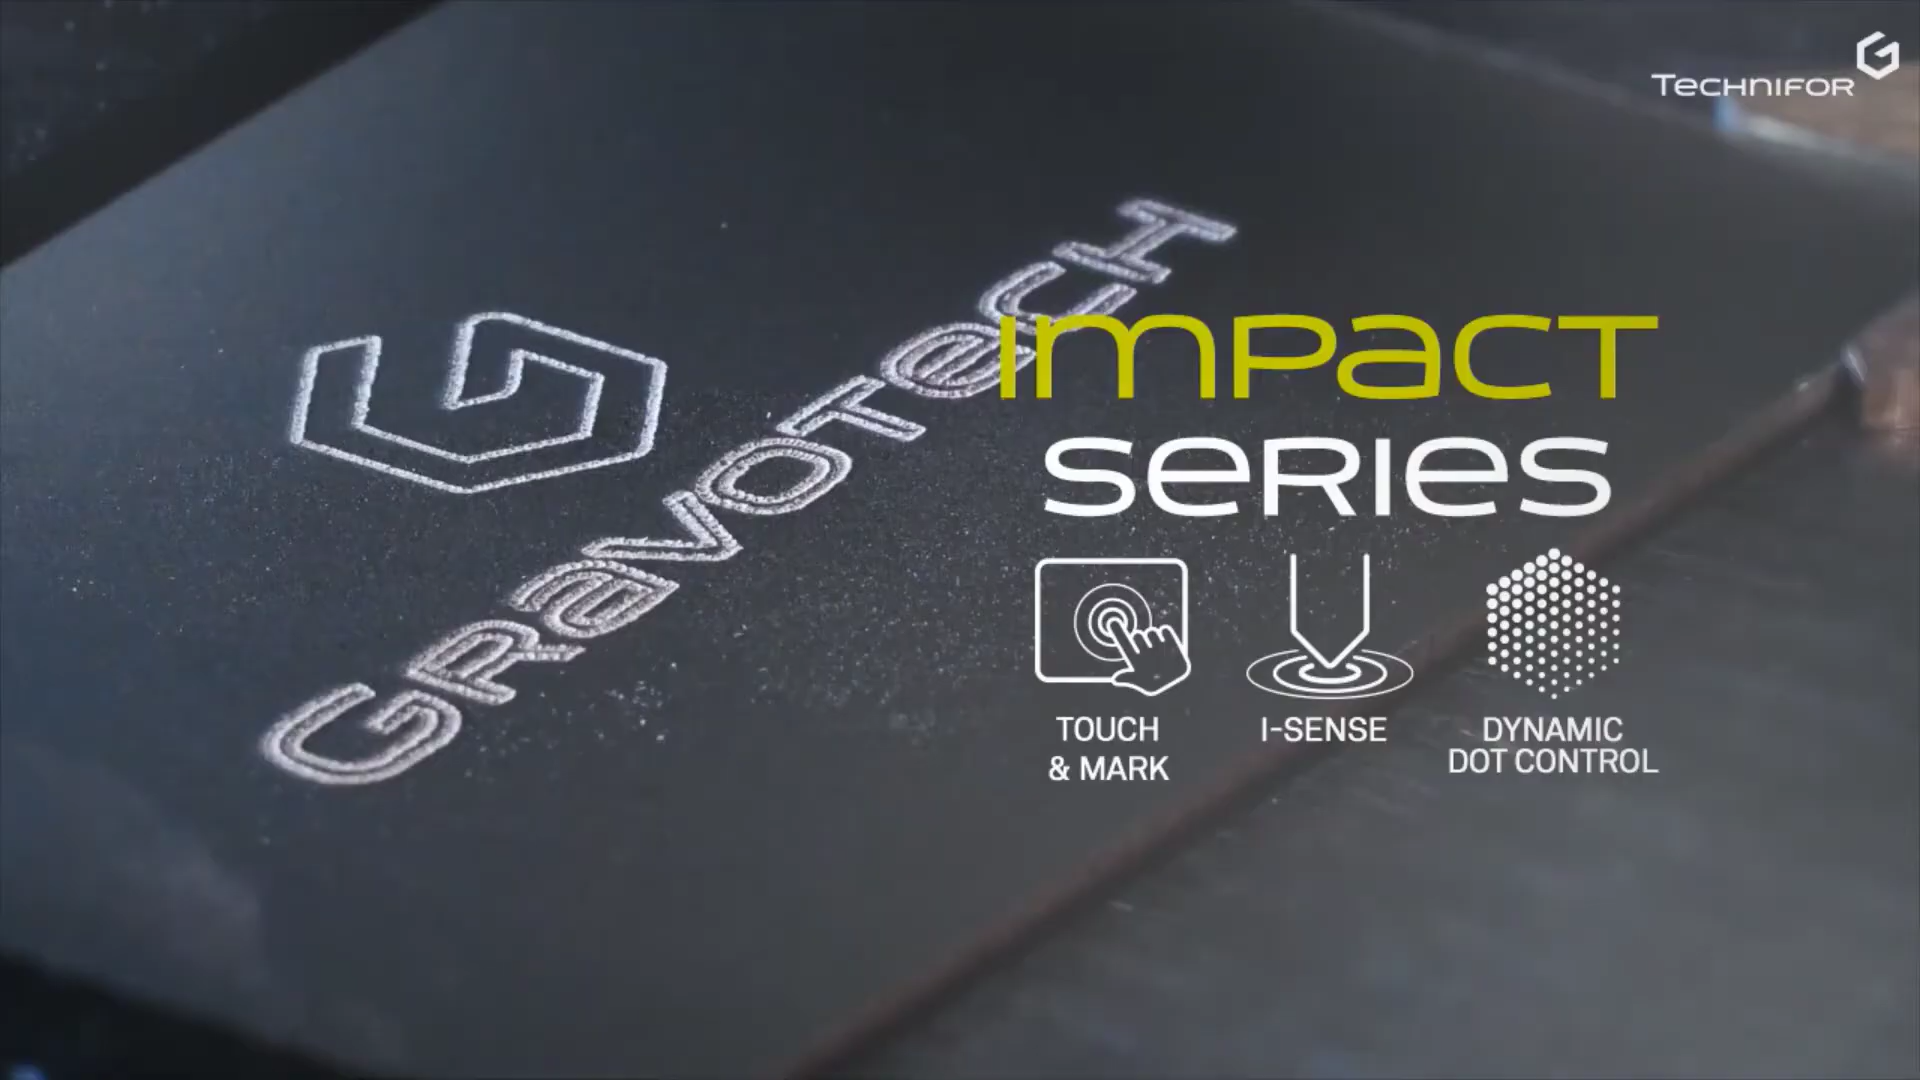 TECHNIFOR
GRAVOTECH
IMPACT
SERIES
TOUCH
& MARK
I-SENSE
DYNAMIC
DOT CONTROL